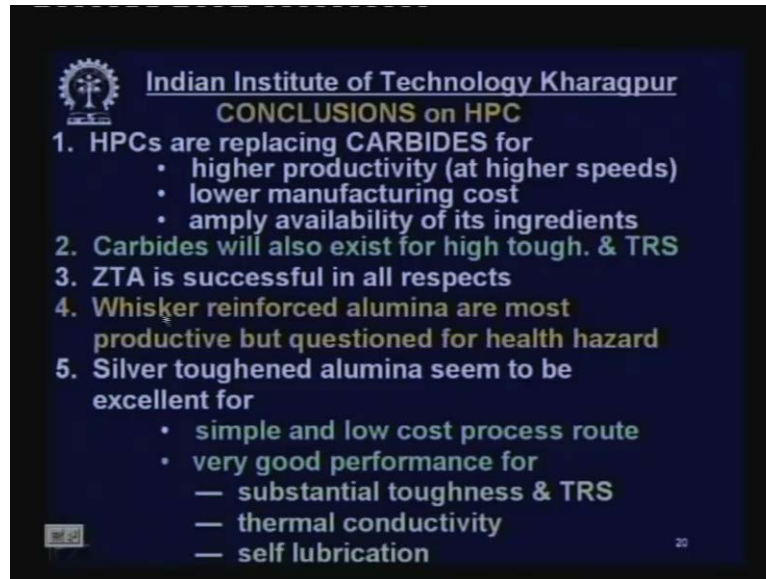 Indian Institute of Technology Kharagpur
CONCLUSIONS on HPC
1. HPCs are replacing CARBIDES for
• higher productivity (at higher speeds)
• lower manufacturing cost
• amply availability of its ingredients
2. Carbides will also exist for high tough. & TRS
3. ZTA is successful in all respects
4. Whisker reinforced alumina are most
productive but questioned for health hazard
5. Silver toughened alumina seem to be
excellent for
• simple and low cost process route
• very good performance for
— substantial toughness & TRS
— thermal conductivity
— self lubrication
20